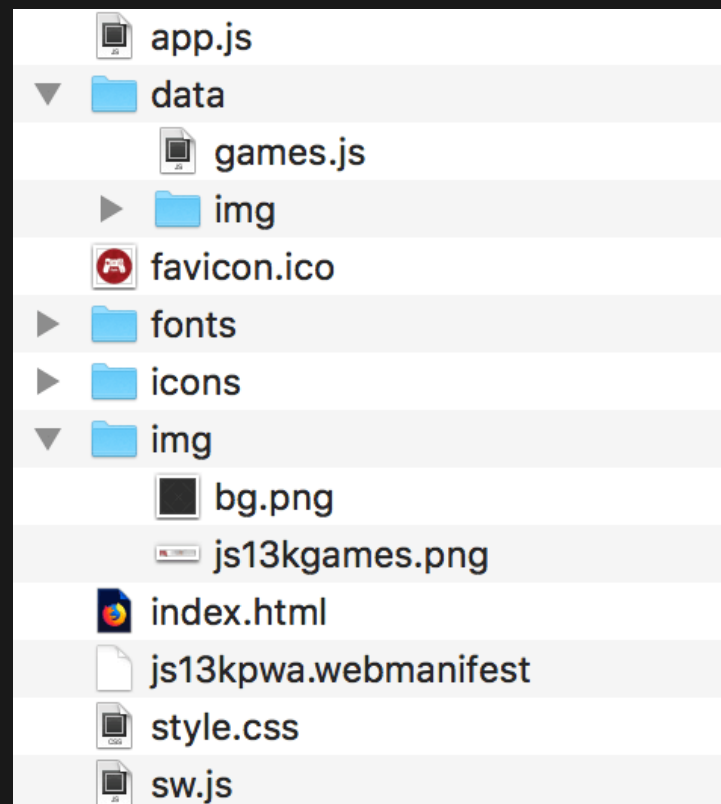 app.js
data
games.js
img
favicon.ico
fonts
icons
img
bg.png
js13kgames.png
index.html
js13kpwa.webmanifest
style.css
sw.js